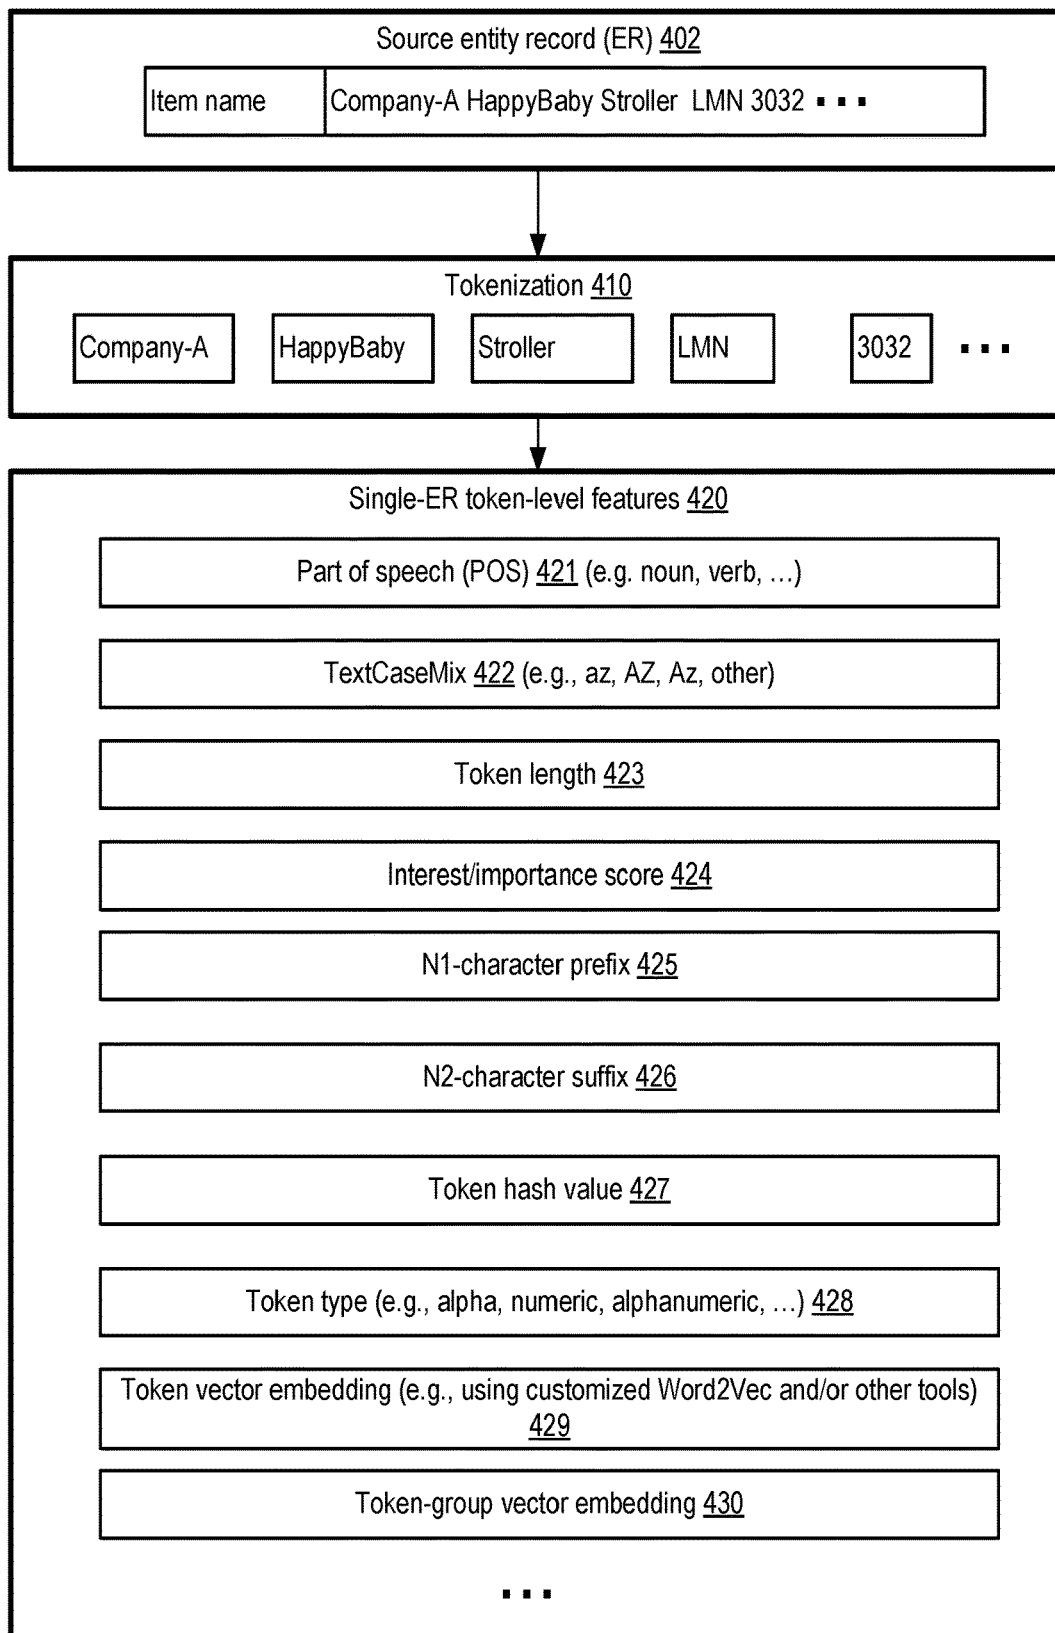 Source entity record (ER) 402
Item name Company-A HappyBaby Stroller LMN 3032 ...
Tokenization 410
Company-A HappyBaby Stroller LMN 3032 ...
Single-ER token-level features 420
Part of speech (POS) 421 (e.g. noun, verb, …)
TextCaseMix 422 (e.g., az, AZ, Az, other)
Token length 423
Interest/importance score 424
N1-character prefix 425
N2-character suffix 426
Token hash value 427
Token type (e.g., alpha, numeric, alphanumeric, …) 428
Token vector embedding (e.g., using customized Word2Vec and/or other tools)
429
Token-group vector embedding 430
...